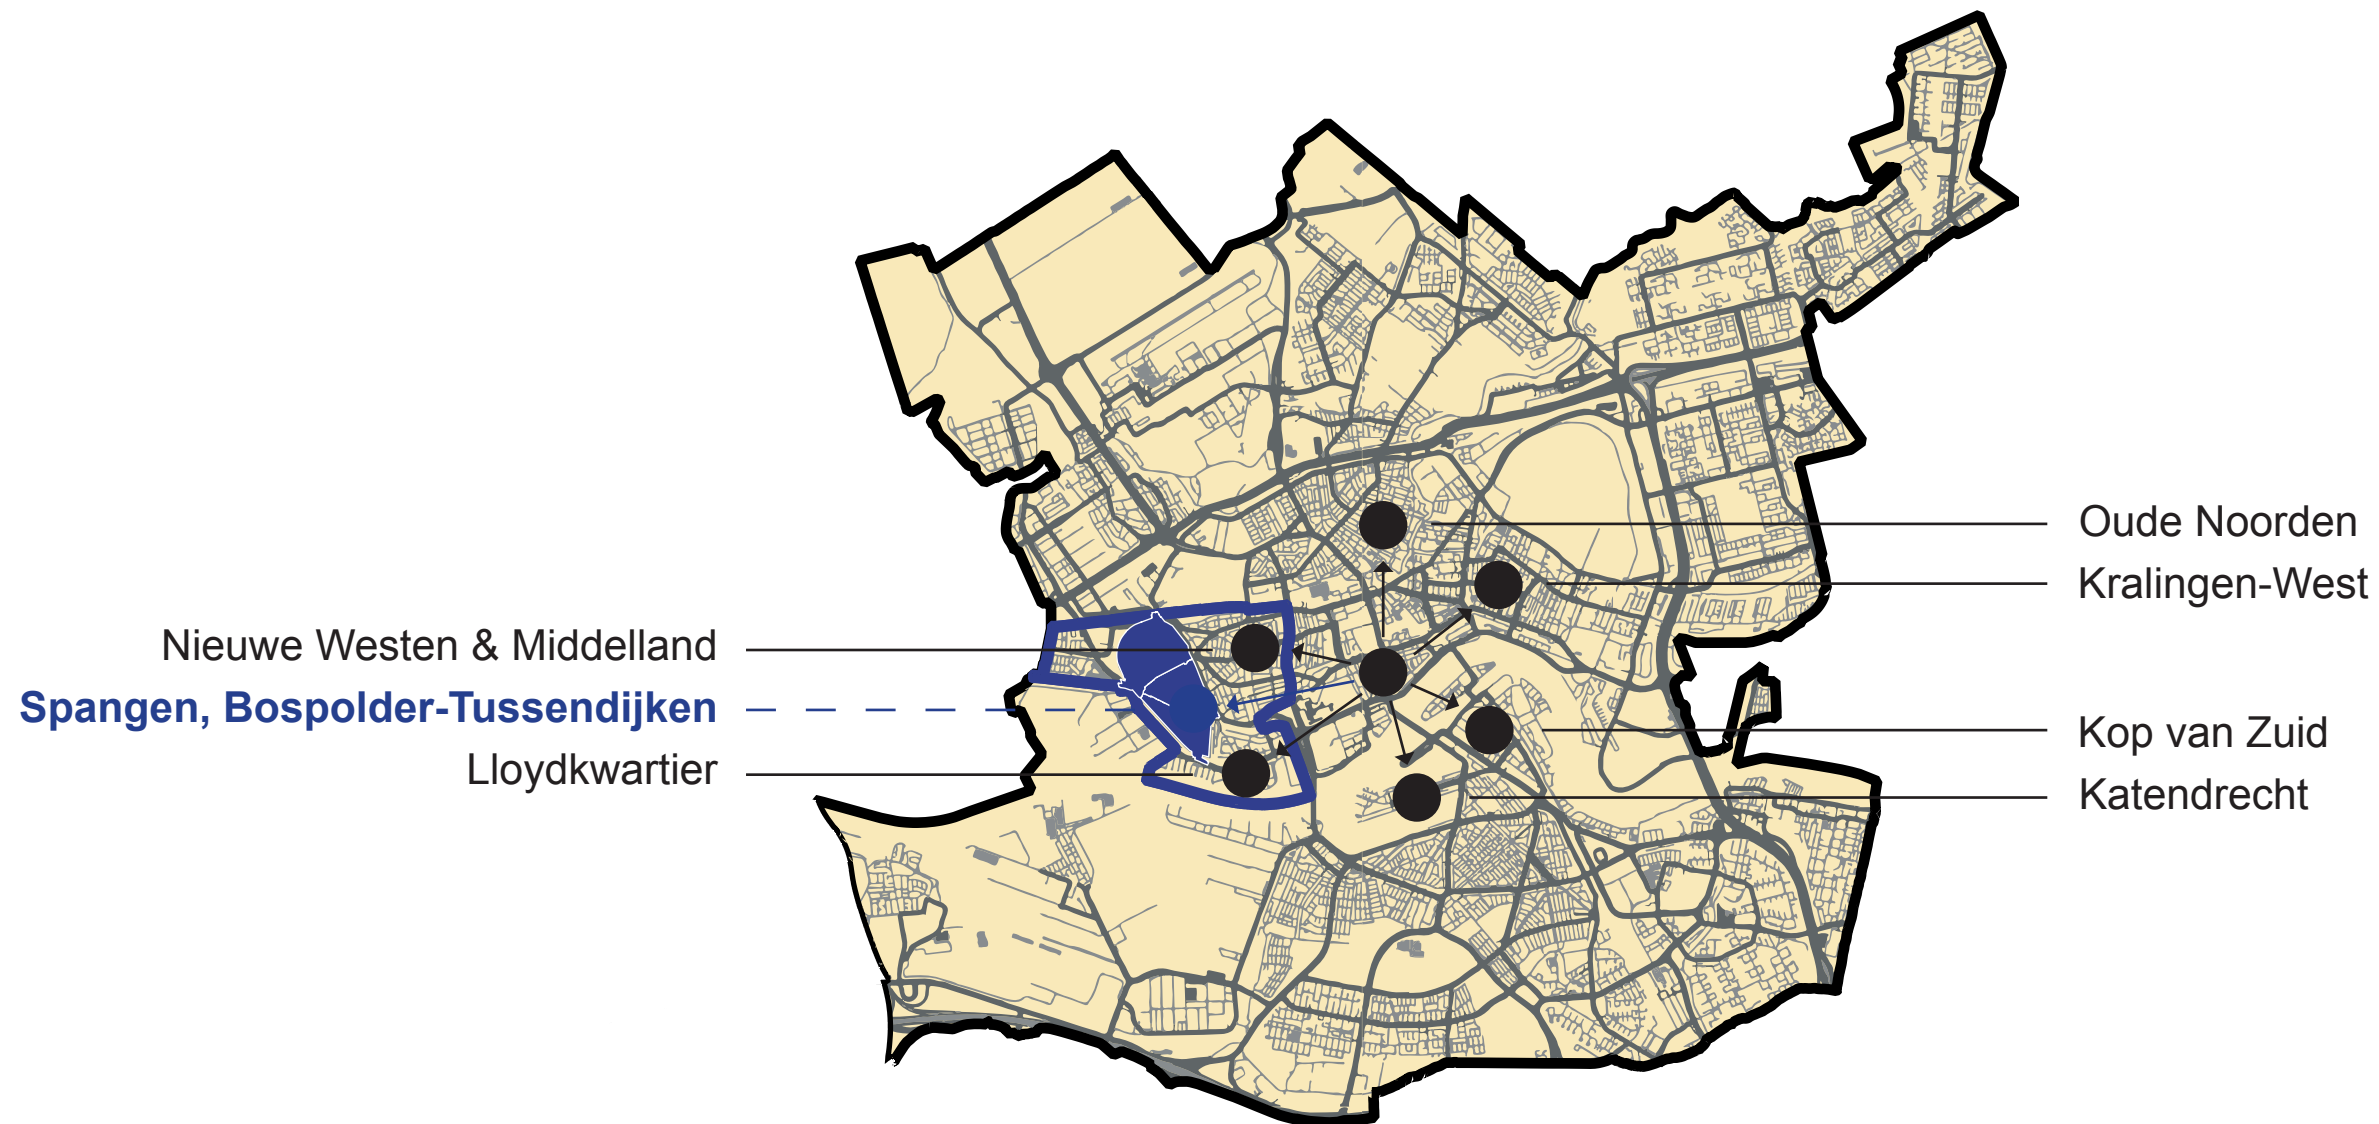 Nieuwe Westen & Middelland
Spangen, Bospolder-Tussendijken
Lloydkwartier
Oude Noorden
Kralingen-West
Kop van Zuid
Katendrecht